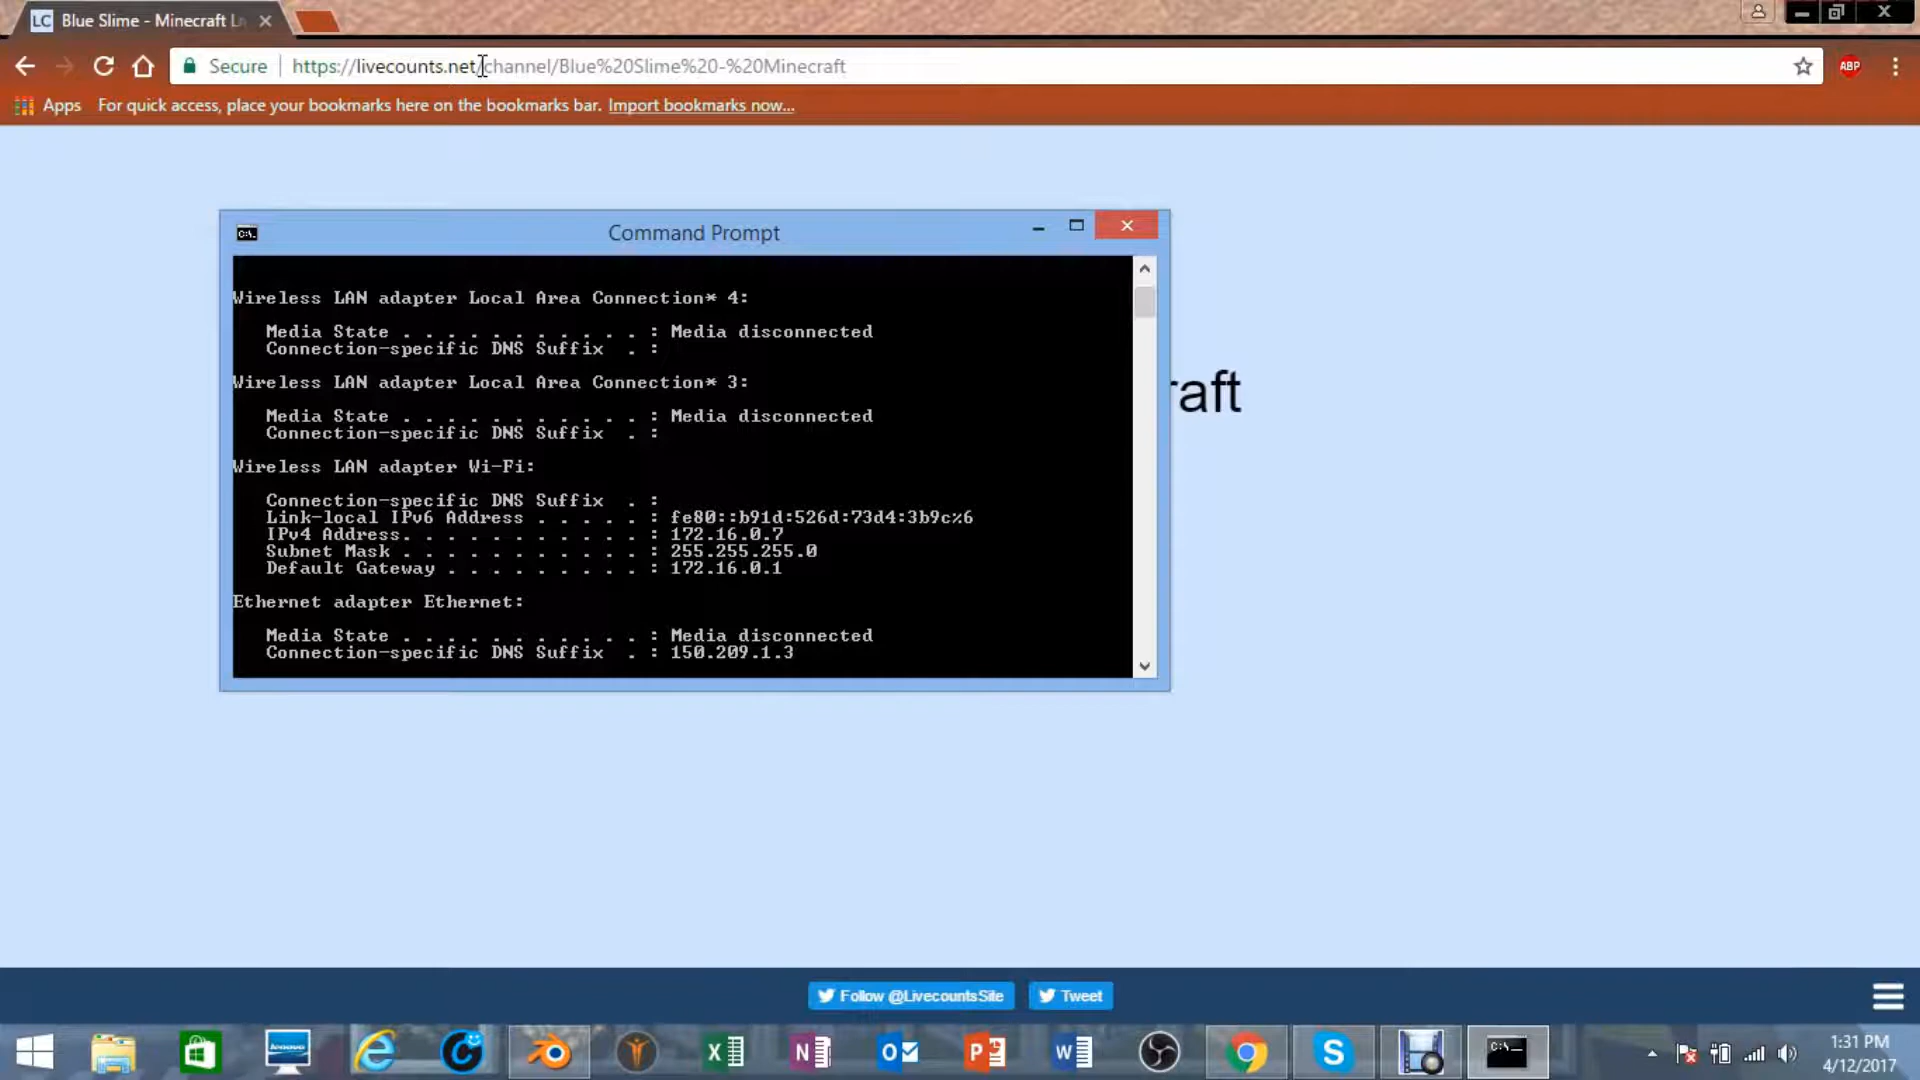 LC Blue Slime - Minecraft L
Secure https://livecounts.net/channel/Blue%20Slime%20-%20Minecraft
ABP
Apps For quick access, place your bookmarks here on the bookmarks bar. Import bookmarks now...
Command Prompt
Wireless LAN adapter Local Area Connection* 4:
Media State . . . . . . . . . . . : Media disconnected
Connection-specific DNS Suffix . :
Wireless LAN adapter Local Area Connection* 3:
Media State . . . . . . . . . . . : Media disconnected
Connection-specific DNS Suffix . :
Wireless LAN adapter Wi-Fi:
Connection-specific DNS Suffix . :
Link-local IPv6 Address . . . . . : fe80::b91d:526d:73d4:3b9c%6
IPv4 Address. . . . . . . . . . . : 172.16.0.7
Subnet Mask . . . . . . . . . . . : 255.255.255.0
Default Gateway . . . . . . . . . : 172.16.0.1
Ethernet adapter Ethernet:
Media State . . . . . . . . . . . : Media disconnected
Connection-specific DNS Suffix . : 150.209.1.3
raft
Follow @LivecountsSite Tweet
lenovo
1:31 PM
4/12/2017